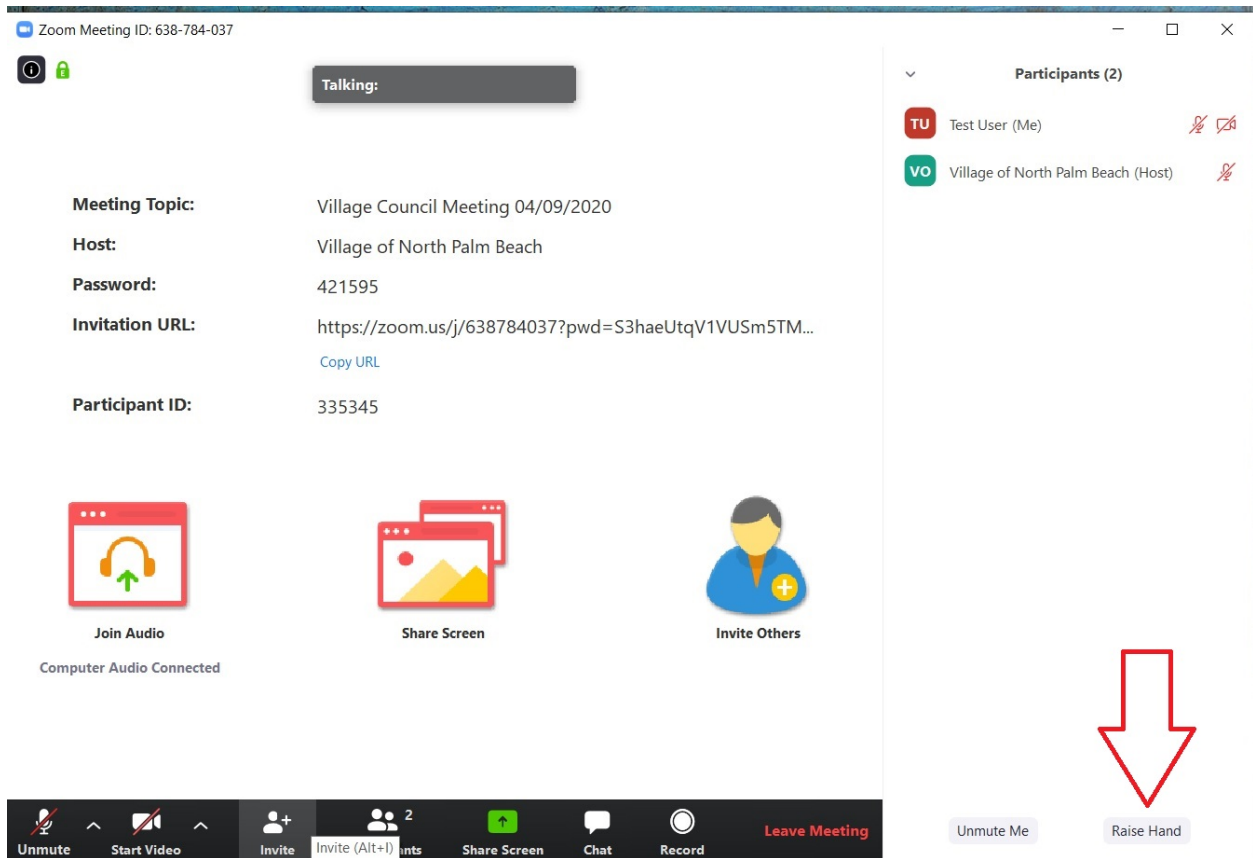 Zoom Meeting ID: 638-784-037
Talking:
Participants (2)
TU Test User (Me)
VO Village of North Palm Beach (Host)
Meeting Topic: Village Council Meeting 04/09/2020
Host: Village of North Palm Beach
Password: 421595
Invitation URL: https://zoom.us/j/638784037?pwd=S3haeUtqV1VUSm5TM...
Copy URL
Participant ID: 335345
Join Audio Share Screen Invite Others
Computer Audio Connected
2
Unmute Start Video Invite Invite (Alt+I) nts Share Screen Chat Record Leave Meeting
Unmute Me Raise Hand